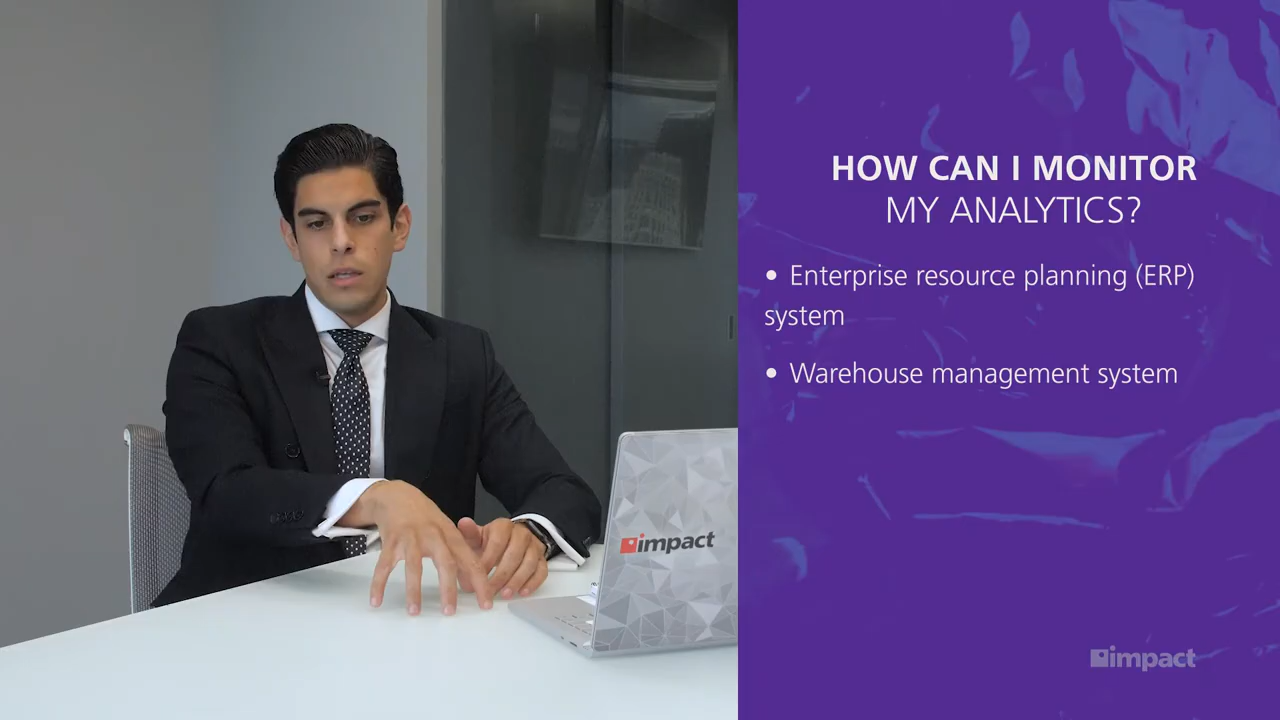 HOW CAN I MONITOR
MY ANALYTICS?
• Enterprise resource planning (ERP)
system
• Warehouse management system
impact
impact